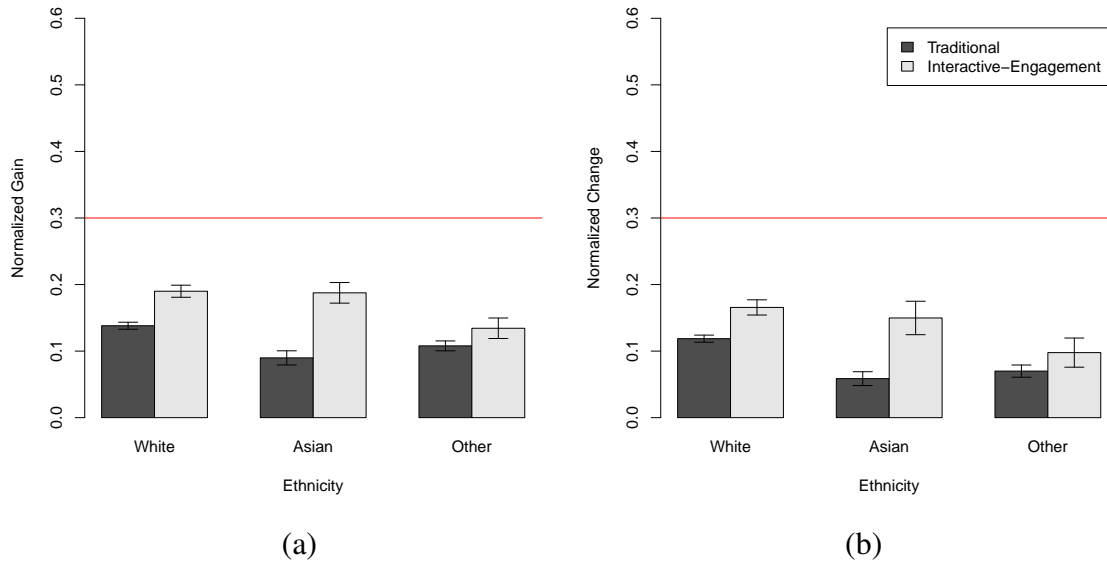 0.6
0.5
0.4
0.3
0.2
0.1
0.0
Normalized Gain
White Asian Other
Ethnicity
(a)
0.6
0.5
0.4
0.3
0.2
0.1
0.0
Normalized Change
Traditional
Interactive−Engagement
White Asian Other
Ethnicity
(b)